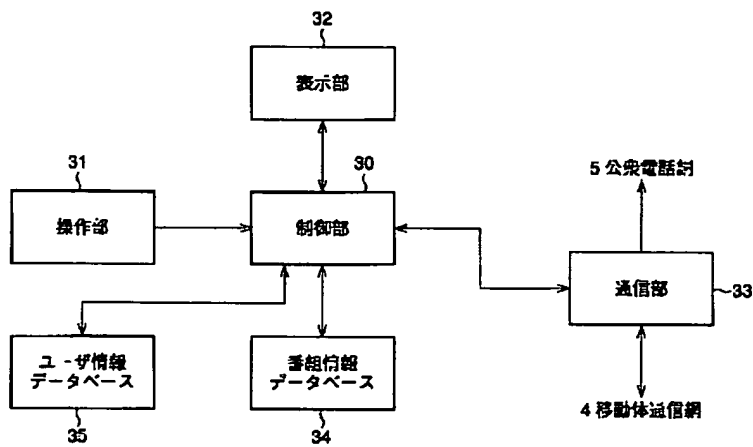 32
表示部
31
操作部
30
制御部
5 公衆電話網
通信部
33
ユーザ情報
データベース
35
番組情報
データベース
34
4 移動体通信網